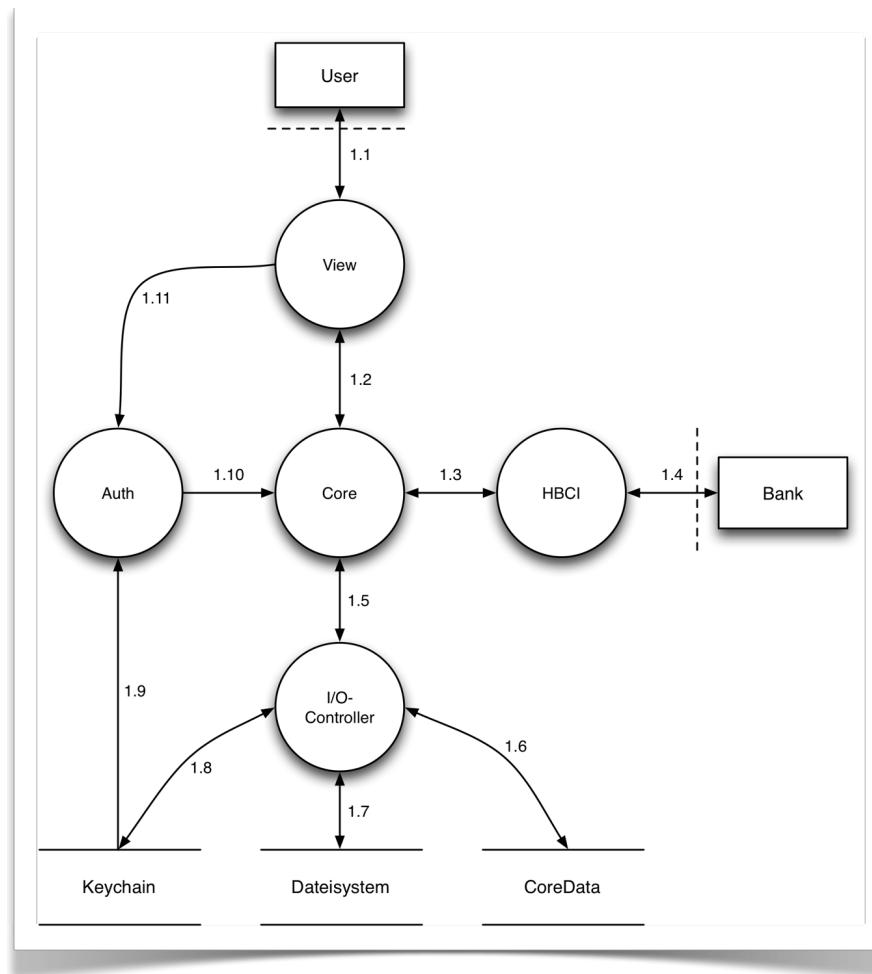 User
1.1
View
1.11
1.2
1.10
1.3
1.4
Auth
Core
HBCI
Bank
1.5
1.9
I/O-
Controller
1.8
1.6
1.7
Keychain
Dateisystem
CoreData